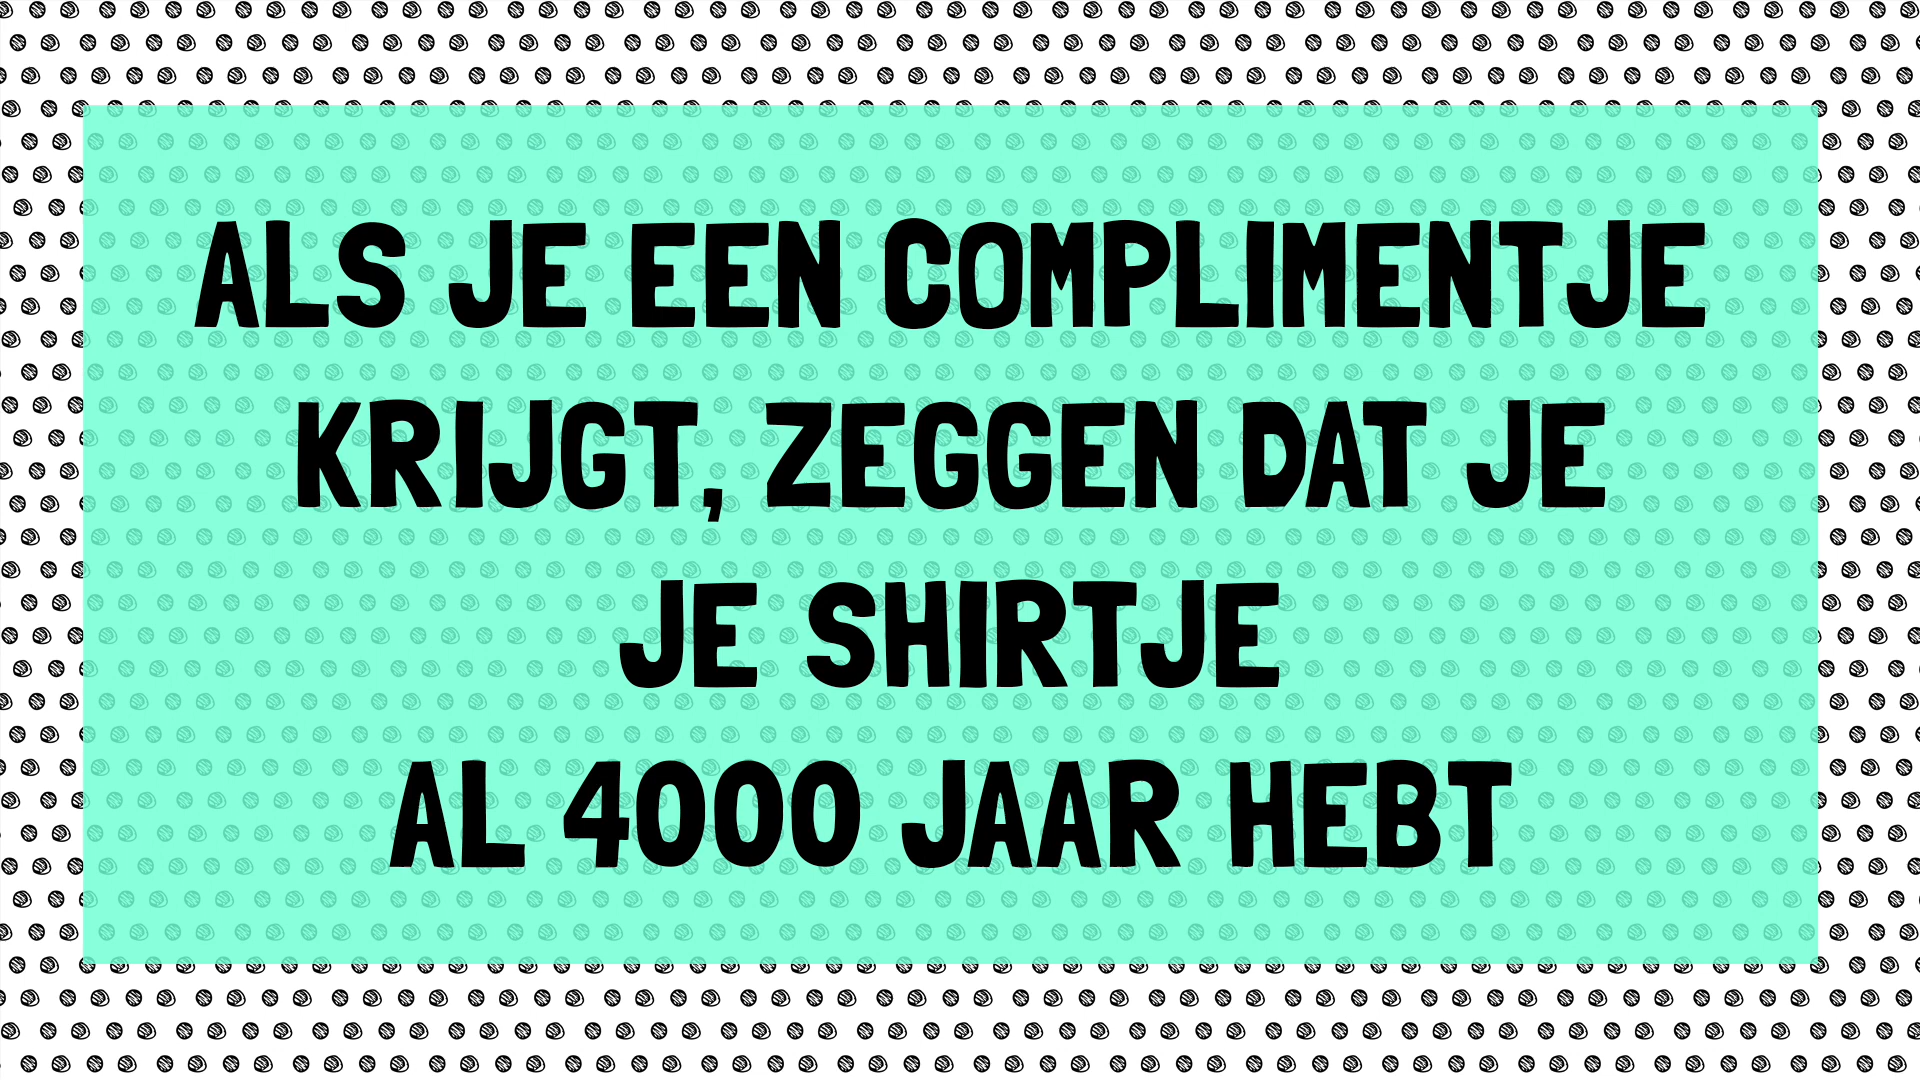 ALS JE EEN COMPLIMENTJE
KRIJGT, ZEGGEN DAT JE
JE SHIRTJE
AL 4000 JAAR HEBT